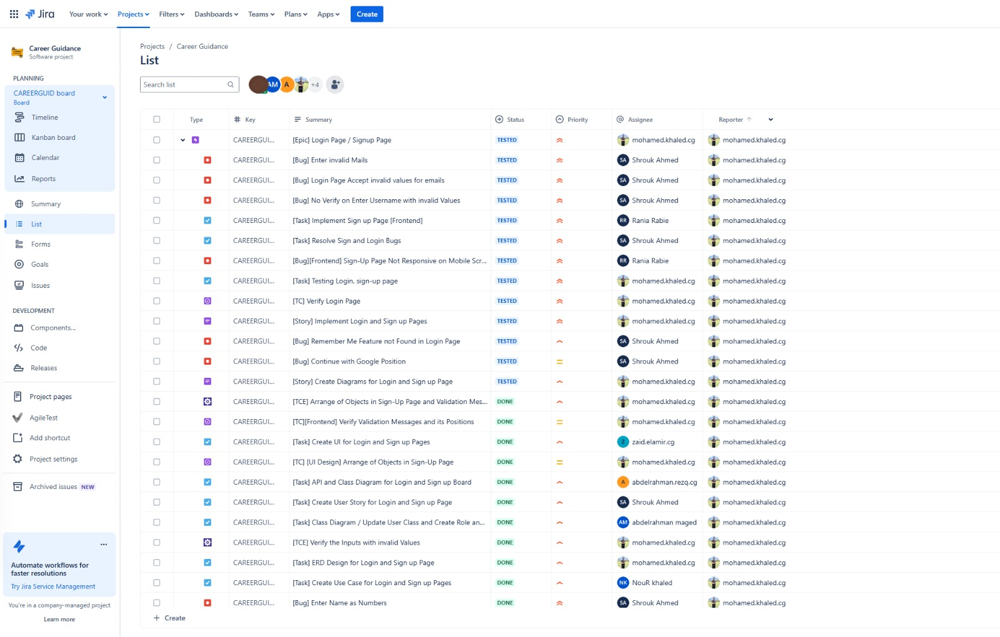 Jira Your work Projects Filters Dashboards Teams Plans Apps Create
Career Guidance
Software project
PLANNING
CAREERGUID board
Board
Timeline
Kanban board
Calendar
Reports
Summary
List
Forms
Goals
Issues
DEVELOPMENT
Components...
Code
Releases
Project pages
AgileTest
Add shortcut
Project settings
Archived issues NEW
Automate workflows for
faster resolutions
Try Jira Service Management
You're in a company-managed project
Learn more
Projects / Career Guidance
List
Search list AM A +4
Type Key Summary Status Priority Assignee Reporter
CAREERGUI... [Epic] Login Page / Signup Page TESTED mohamed.khaled.cg mohamed.khaled.cg
CAREERGUI... [Bug] Enter invalid Mails TESTED SA Shrouk Ahmed mohamed.khaled.cg
CAREERGUI... [Bug] Login Page Accept invalid values for emails TESTED SA Shrouk Ahmed mohamed.khaled.cg
CAREERGUI... [Bug] No Verify on Enter Username with invalid Values TESTED SA Shrouk Ahmed mohamed.khaled.cg
CAREERGUI... [Task] Implement Sign up Page [Frontend] TESTED RR Rania Rabie mohamed.khaled.cg
CAREERGUI... [Task] Resolve Sign and Login Bugs TESTED SA Shrouk Ahmed mohamed.khaled.cg
CAREERGUI... [Bug][Frontend] Sign-Up Page Not Responsive on Mobile Scr... TESTED RR Rania Rabie mohamed.khaled.cg
CAREERGUI... [Task] Testing Login, sign-up page TESTED mohamed.khaled.cg mohamed.khaled.cg
CAREERGUI... [TC] Verify Login Page TESTED mohamed.khaled.cg mohamed.khaled.cg
CAREERGUI... [Story] Implement Login and Sign up Pages TESTED mohamed.khaled.cg mohamed.khaled.cg
CAREERGUI... [Bug] Remember Me Feature not Found in Login Page TESTED SA Shrouk Ahmed mohamed.khaled.cg
CAREERGUI... [Bug] Continue with Google Position TESTED SA Shrouk Ahmed mohamed.khaled.cg
CAREERGUI... [Story] Create Diagrams for Login and Sign up Page TESTED mohamed.khaled.cg mohamed.khaled.cg
CAREERGUI... [TCE] Arrange of Objects in Sign-Up Page and Validation Mes... DONE mohamed.khaled.cg mohamed.khaled.cg
CAREERGUI... [TC][Frontend] Verify Validation Messages and its Positions DONE mohamed.khaled.cg mohamed.khaled.cg
CAREERGUI... [Task] Create UI for Login and Sign up Pages DONE Z zaid.elamir.cg mohamed.khaled.cg
CAREERGUI... [TC] [UI Design] Arrange of Objects in Sign-Up Page DONE mohamed.khaled.cg mohamed.khaled.cg
CAREERGUI... [Task] API and Class Diagram for Login and Sign up Board DONE A abdelrahman.rezq.cg mohamed.khaled.cg
CAREERGUI... [Task] Create User Story for Login and Sign up Page DONE SA Shrouk Ahmed mohamed.khaled.cg
CAREERGUI... [Task] Class Diagram / Update User Class and Create Role an... DONE AM abdelrahman maged mohamed.khaled.cg
CAREERGUI... [TCE] Verify the Inputs with invalid Values DONE mohamed.khaled.cg mohamed.khaled.cg
CAREERGUI... [Task] ERD Design for Login and Sign up Page DONE mohamed.khaled.cg mohamed.khaled.cg
CAREERGUI... [Task] Create Use Case for Login and Sign up Pages DONE NK NouR khaled mohamed.khaled.cg
CAREERGUI... [Bug] Enter Name as Numbers DONE SA Shrouk Ahmed mohamed.khaled.cg
+ Create